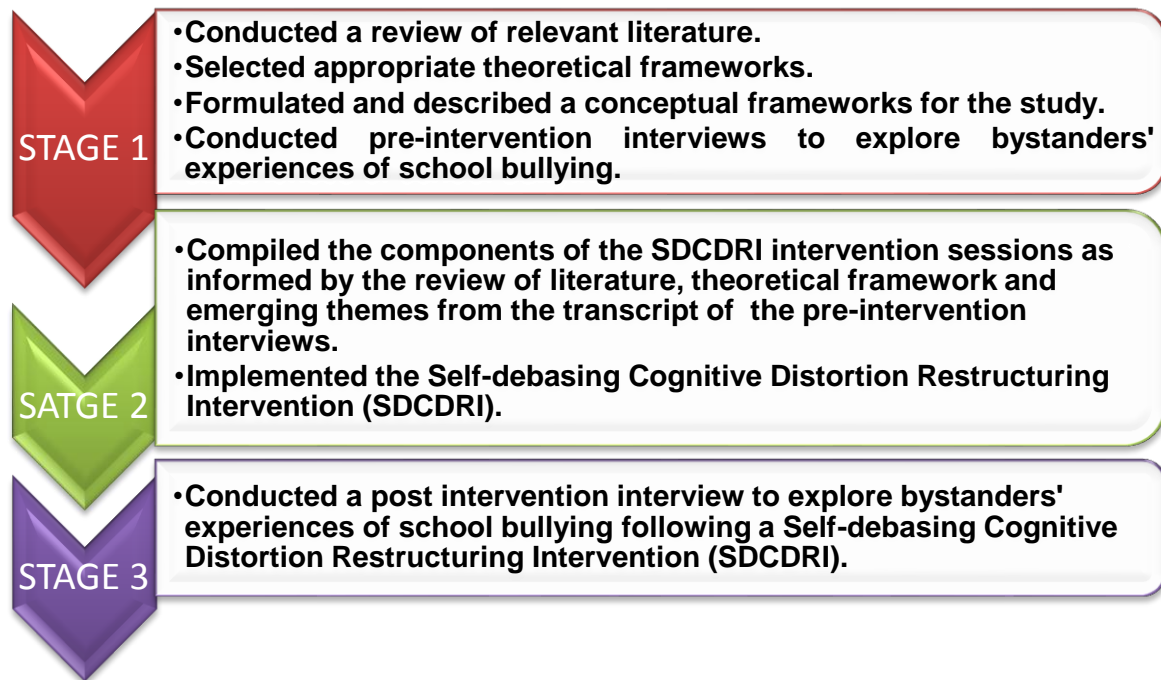 STAGE 1
•Conducted a review of relevant literature.
•Selected appropriate theoretical frameworks.
•Formulated and described a conceptual frameworks for the study.
•Conducted pre-intervention interviews to explore bystanders'
experiences of school bullying.
SATGE 2
•Compiled the components of the SDCDRI intervention sessions as
informed by the review of literature, theoretical framework and
emerging themes from the transcript of the pre-intervention
interviews.
•Implemented the Self-debasing Cognitive Distortion Restructuring
Intervention (SDCDRI).
STAGE 3
•Conducted a post intervention interview to explore bystanders'
experiences of school bullying following a Self-debasing Cognitive
Distortion Restructuring Intervention (SDCDRI).